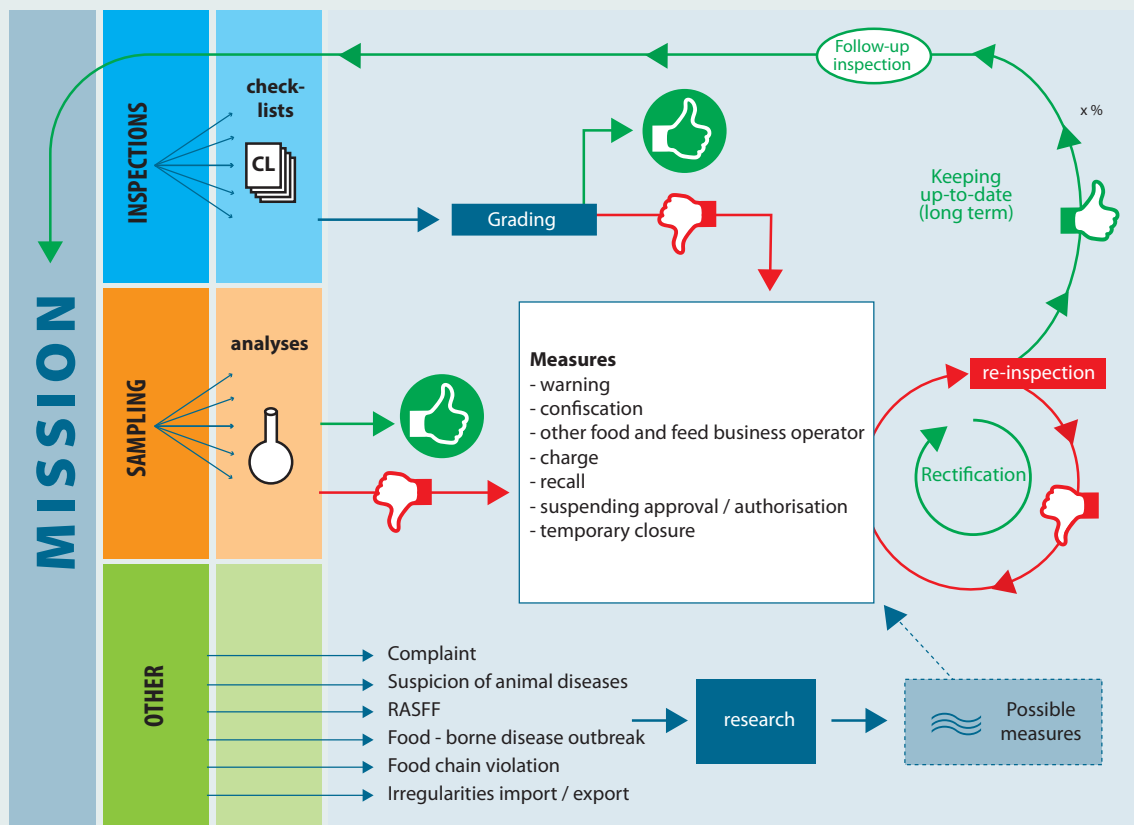 MISSION
INSPECTIONS
check-
lists
CL
Grading
Follow-up
inspection
x %
Keeping
up-to-date
(long term)
SAMPLING
analyses
Measures
- warning
- confiscation
- other food and feed business operator
- charge
- recall
- suspending approval / authorisation
- temporary closure
re-inspection
Rectification
OTHER
Complaint
Suspicion of animal diseases
RASFF
Food - borne disease outbreak
Food chain violation
Irregularities import / export
research
Possible
measures